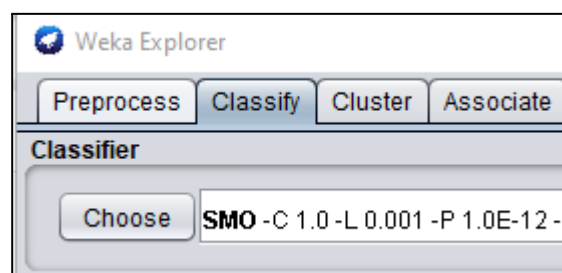 Weka Explorer
Preprocess Classify Cluster Associate
Classifier
Choose SMO -C 1.0 -L 0.001 -P 1.0E-12 -